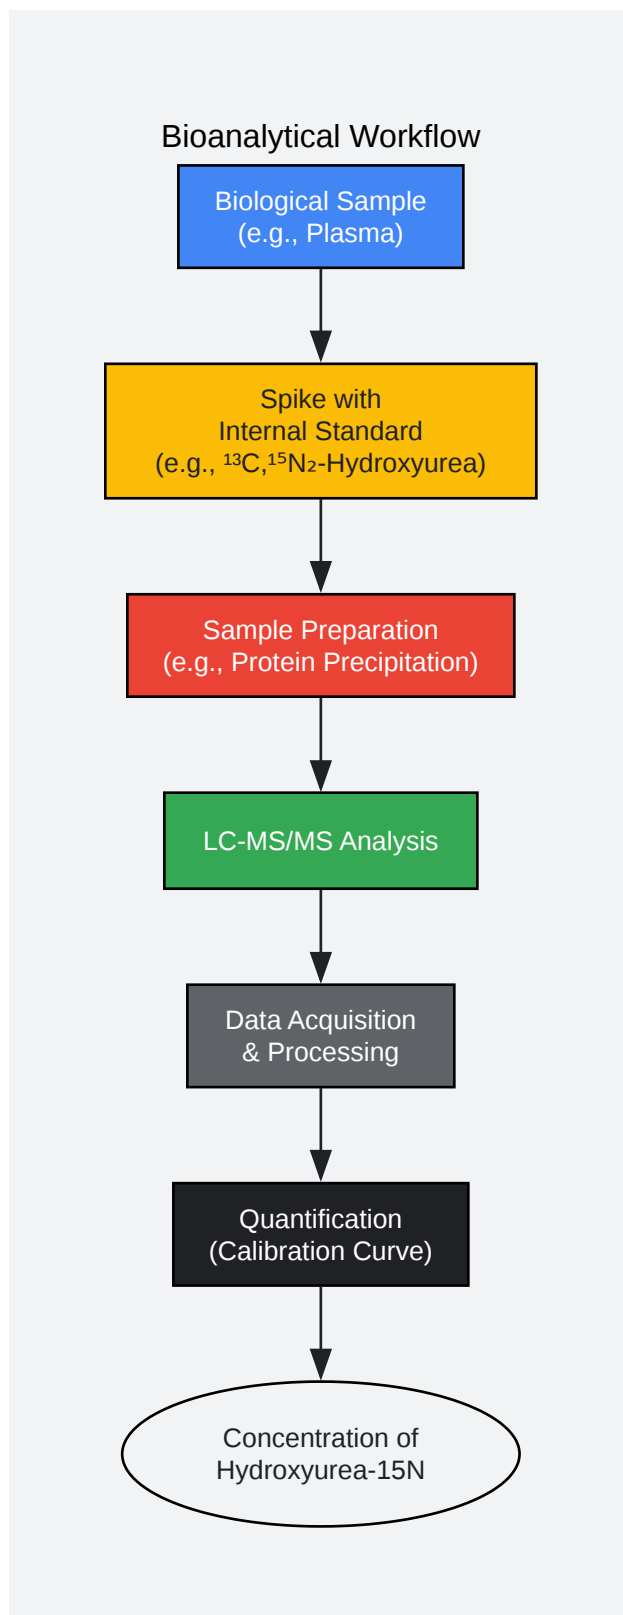 Bioanalytical Workflow
Biological Sample
(e.g., Plasma)
Spike with
Internal Standard
(e.g., ¹³C,¹⁵N₂-Hydroxyurea)
Sample Preparation
(e.g., Protein Precipitation)
LC-MS/MS Analysis
Data Acquisition
& Processing
Quantification
(Calibration Curve)
Concentration of
Hydroxyurea-15N